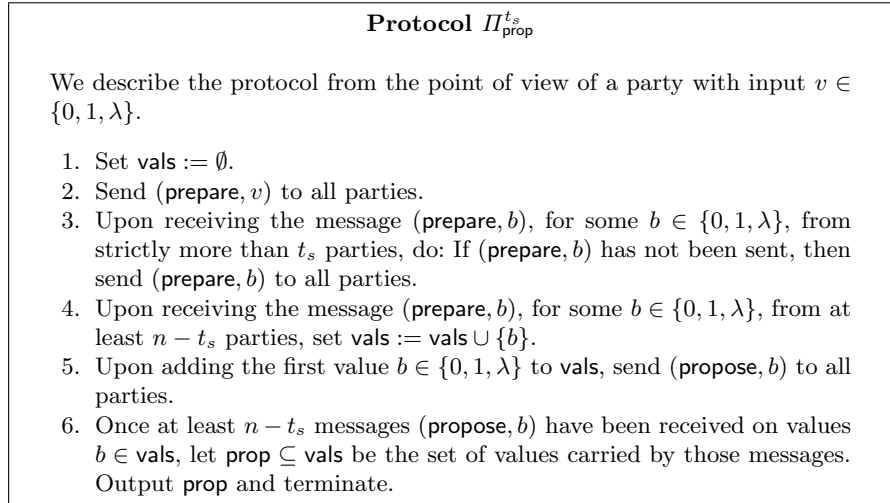 Protocol Π^{t_s}_{prop}
We describe the protocol from the point of view of a party with input v ∈
{0, 1, λ}.
1. Set vals := ∅.
2. Send (prepare, v) to all parties.
3. Upon receiving the message (prepare, b), for some b ∈ {0, 1, λ}, from
strictly more than t_s parties, do: If (prepare, b) has not been sent, then
send (prepare, b) to all parties.
4. Upon receiving the message (prepare, b), for some b ∈ {0, 1, λ}, from at
least n − t_s parties, set vals := vals ∪ {b}.
5. Upon adding the first value b ∈ {0, 1, λ} to vals, send (propose, b) to all
parties.
6. Once at least n − t_s messages (propose, b) have been received on values
b ∈ vals, let prop ⊆ vals be the set of values carried by those messages.
Output prop and terminate.